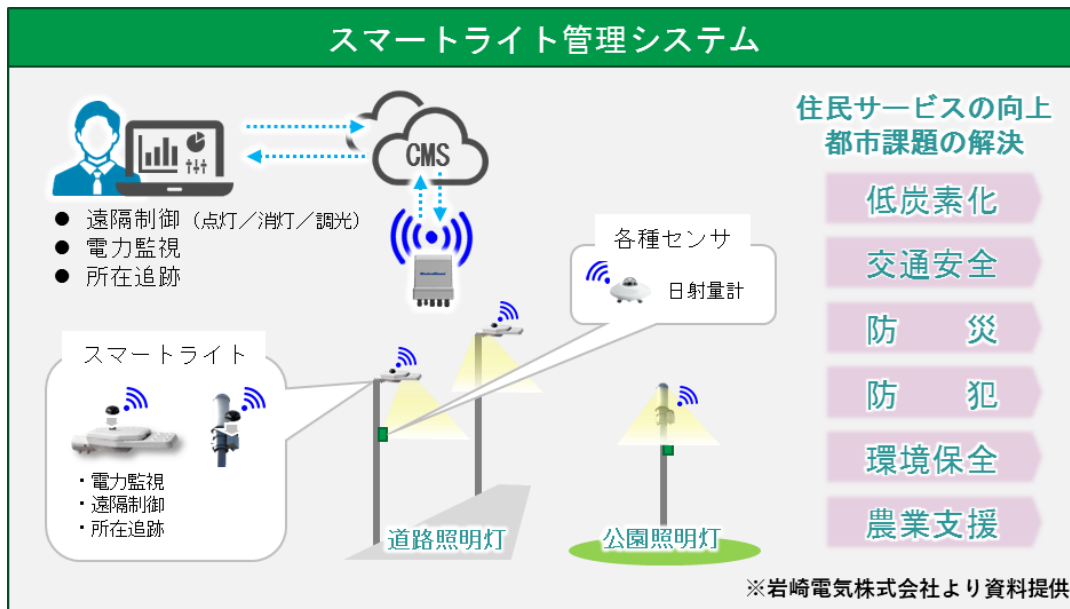 スマートライト管理システム
CMS
● 遠隔制御（点灯／消灯／調光）
● 電力監視
● 所在追跡
各種センサ
日射量計
スマートライト
・電力監視
・遠隔制御
・所在追跡
道路照明灯
公園照明灯
住民サービスの向上
都市課題の解決
低炭素化
交通安全
防　災
防　犯
環境保全
農業支援
※岩崎電気株式会社より資料提供